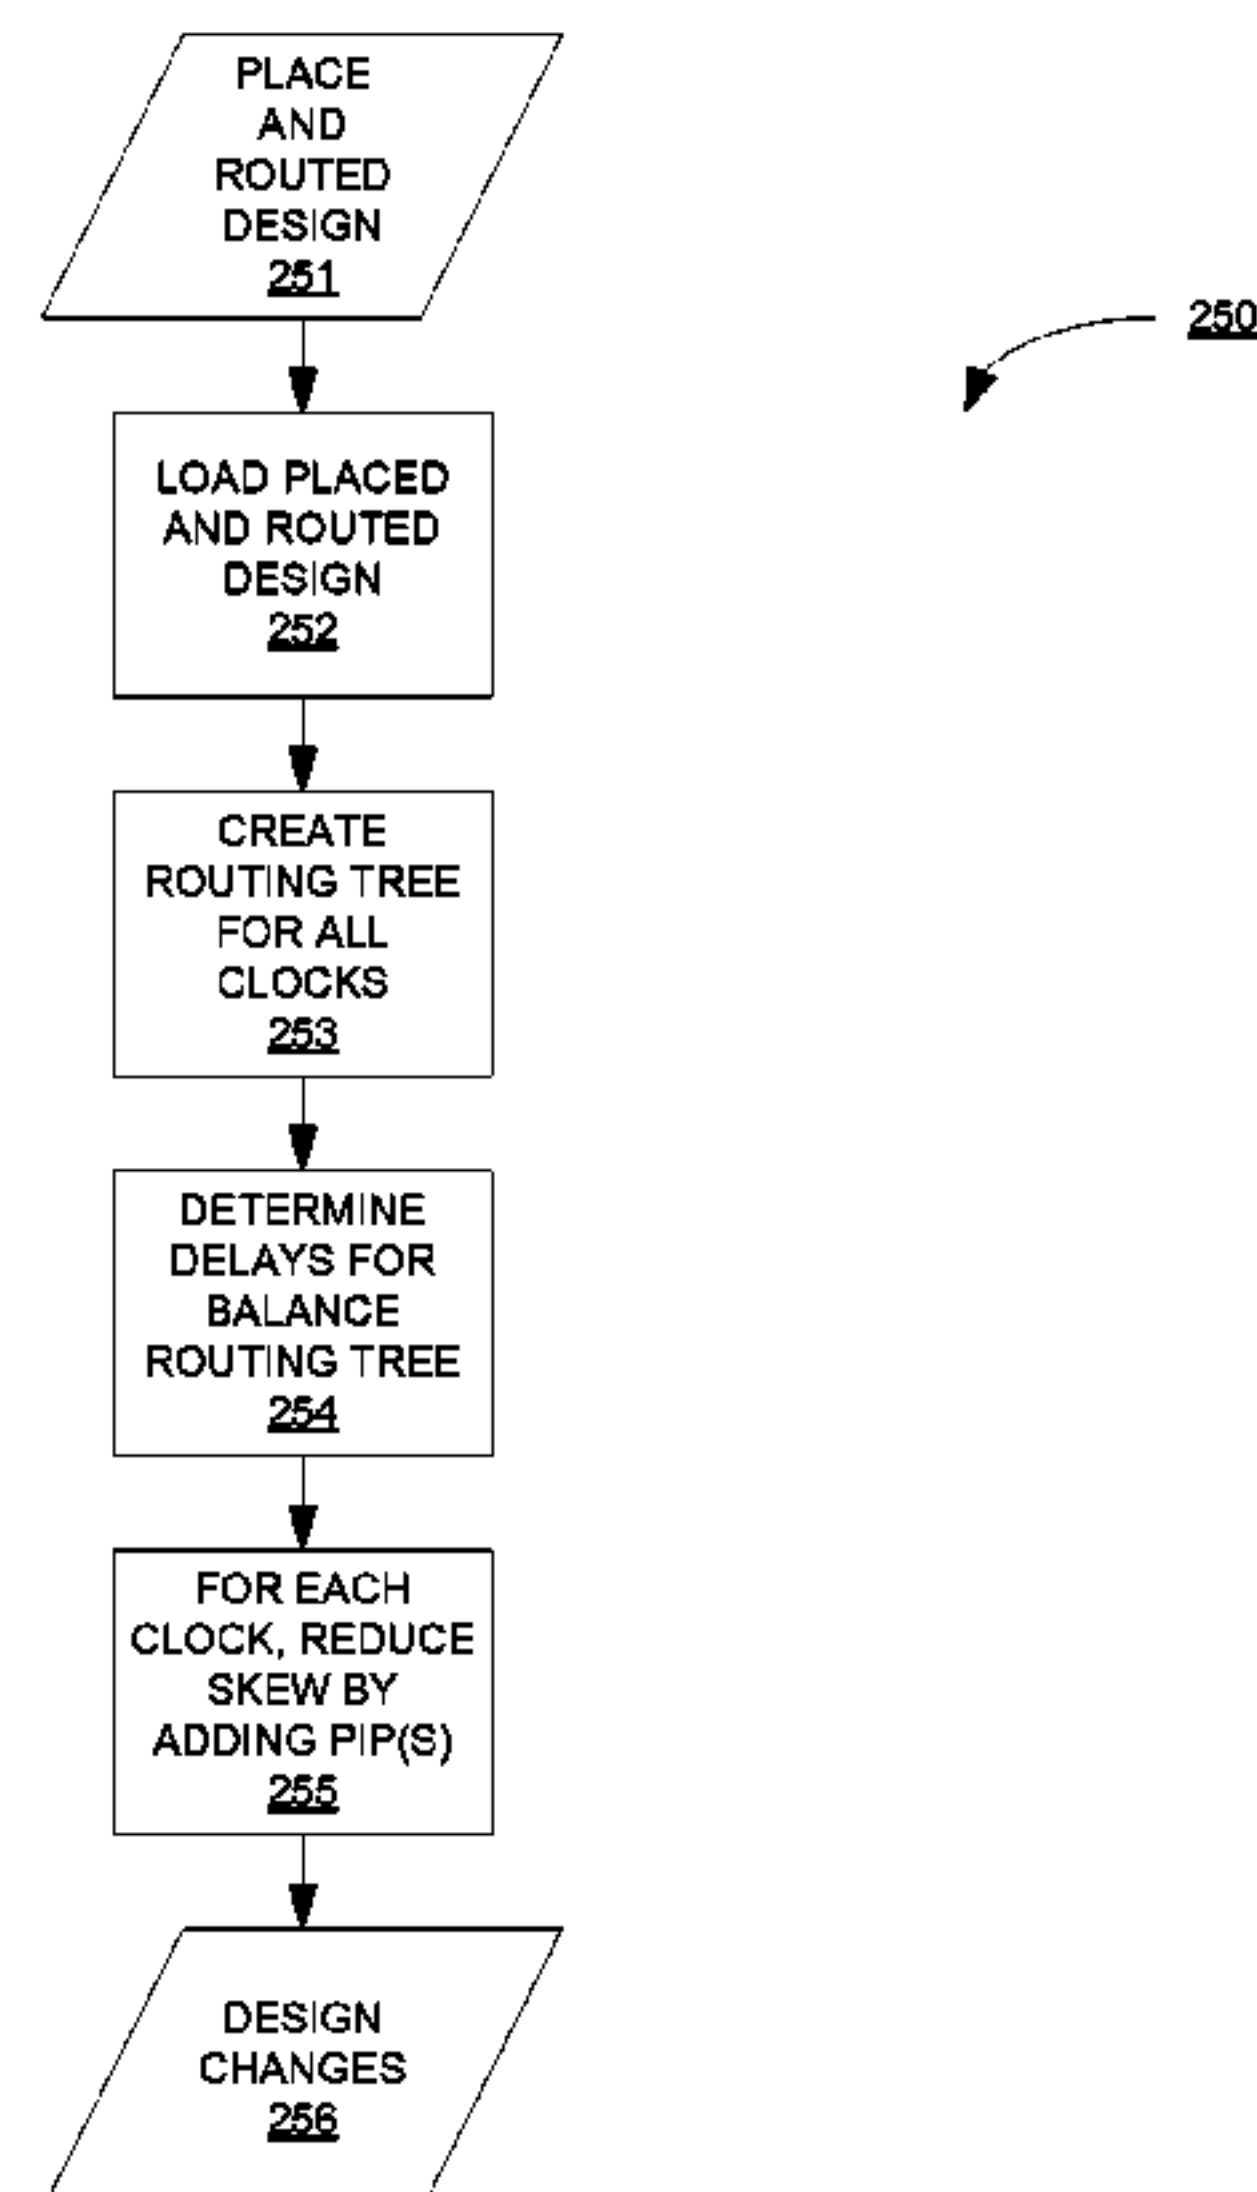 PLACE
AND
ROUTED
DESIGN
251
250
LOAD PLACED
AND ROUTED
DESIGN
252
CREATE
ROUTING TREE
FOR ALL
CLOCKS
253
DETERMINE
DELAYS FOR
BALANCE
ROUTING TREE
254
FOR EACH
CLOCK, REDUCE
SKEW BY
ADDING PIP(S)
255
DESIGN
CHANGES
256